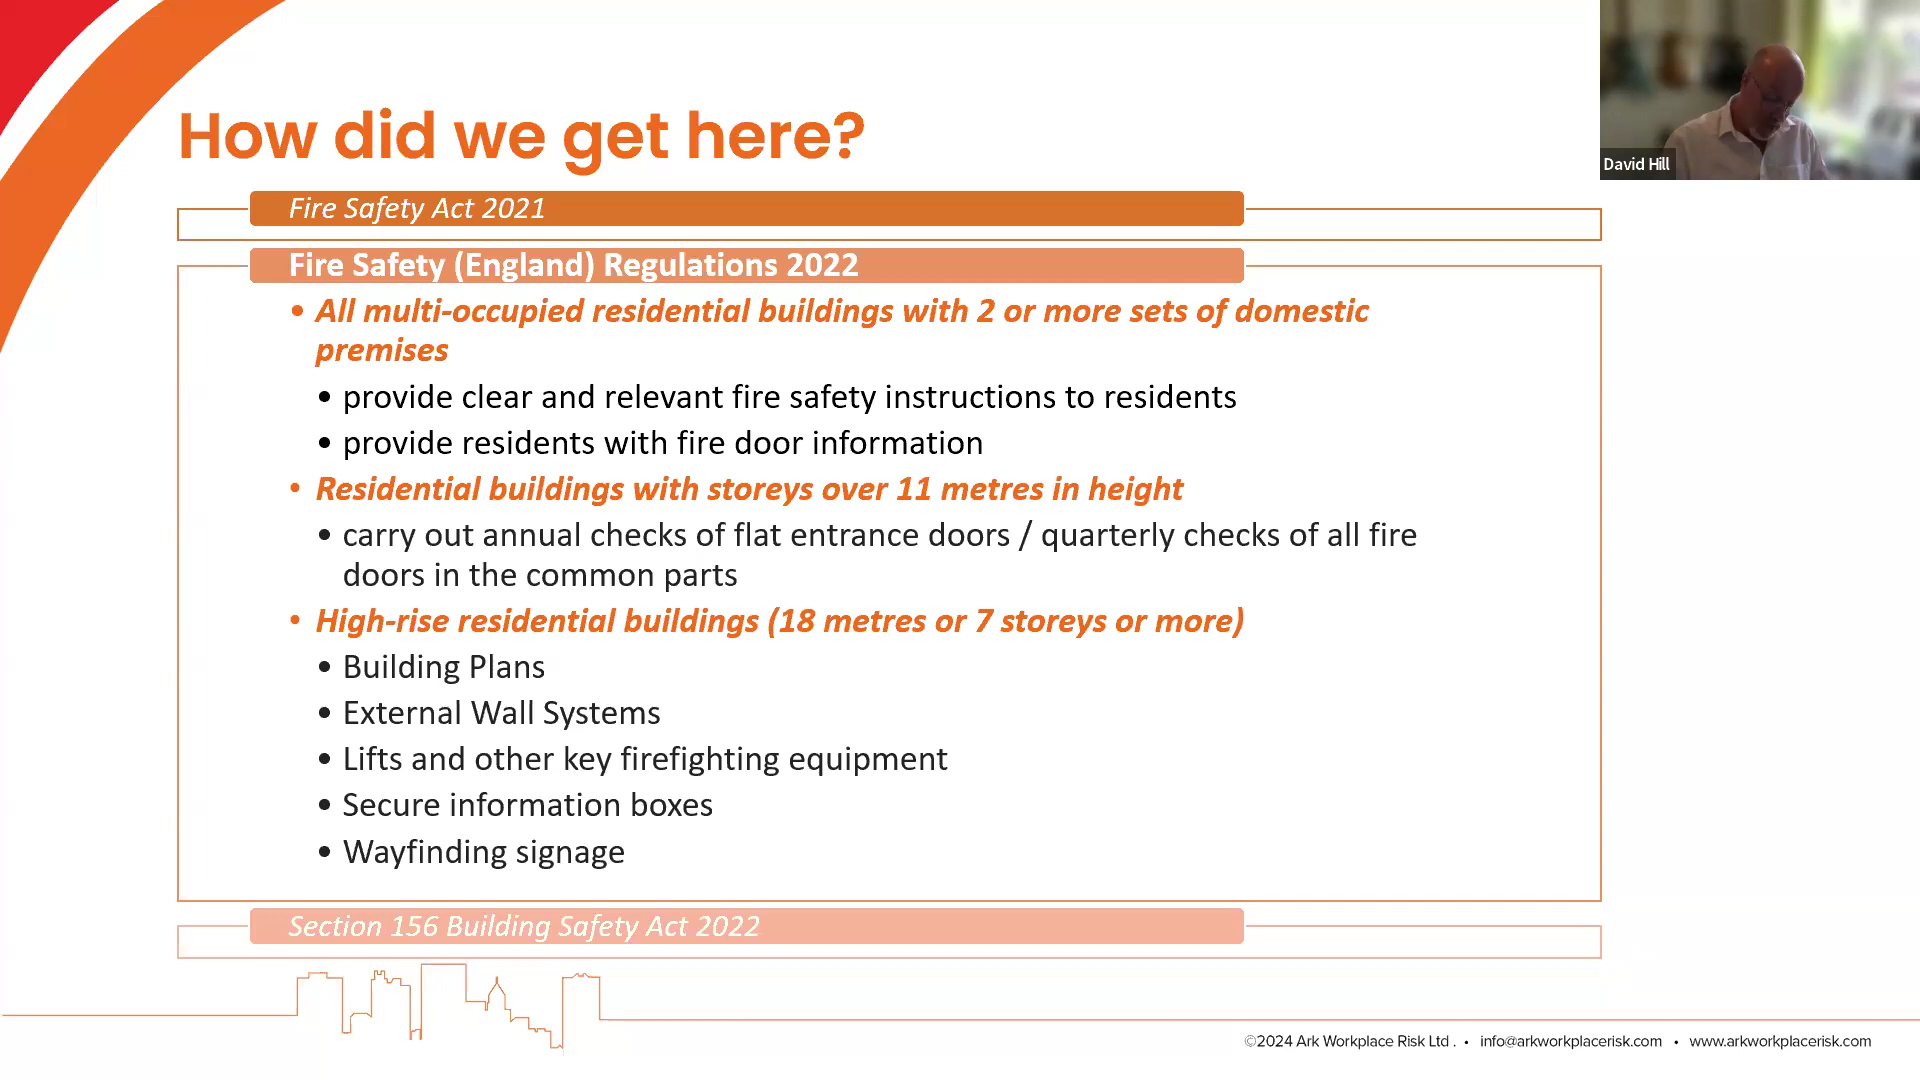 How did we get here?
David Hill
Fire Safety Act 2021
Fire Safety (England) Regulations 2022
• All multi-occupied residential buildings with 2 or more sets of domestic
premises
• provide clear and relevant fire safety instructions to residents
• provide residents with fire door information
• Residential buildings with storeys over 11 metres in height
• carry out annual checks of flat entrance doors / quarterly checks of all fire
doors in the common parts
• High-rise residential buildings (18 metres or 7 storeys or more)
• Building Plans
• External Wall Systems
• Lifts and other key firefighting equipment
• Secure information boxes
• Wayfinding signage
Section 156 Building Safety Act 2022
©2024 Ark Workplace Risk Ltd . • info@arkworkplacerisk.com • www.arkworkplacerisk.com